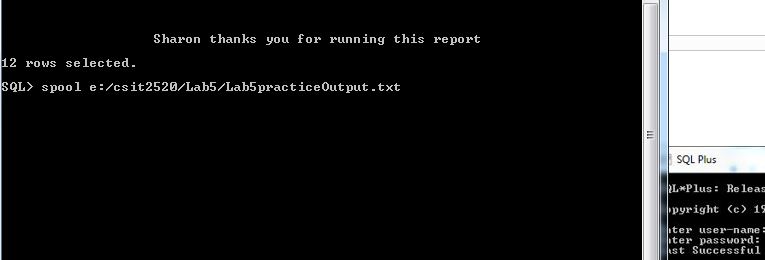 Sharon thanks you for running this report
12 rows selected.
SQL> spool e:/csit2520/Lab5/Lab5practiceOutput.txt
SQL Plus
QL*Plus: Releas
opyright (c) 19
nter user-name:
nter password:
ast Successful